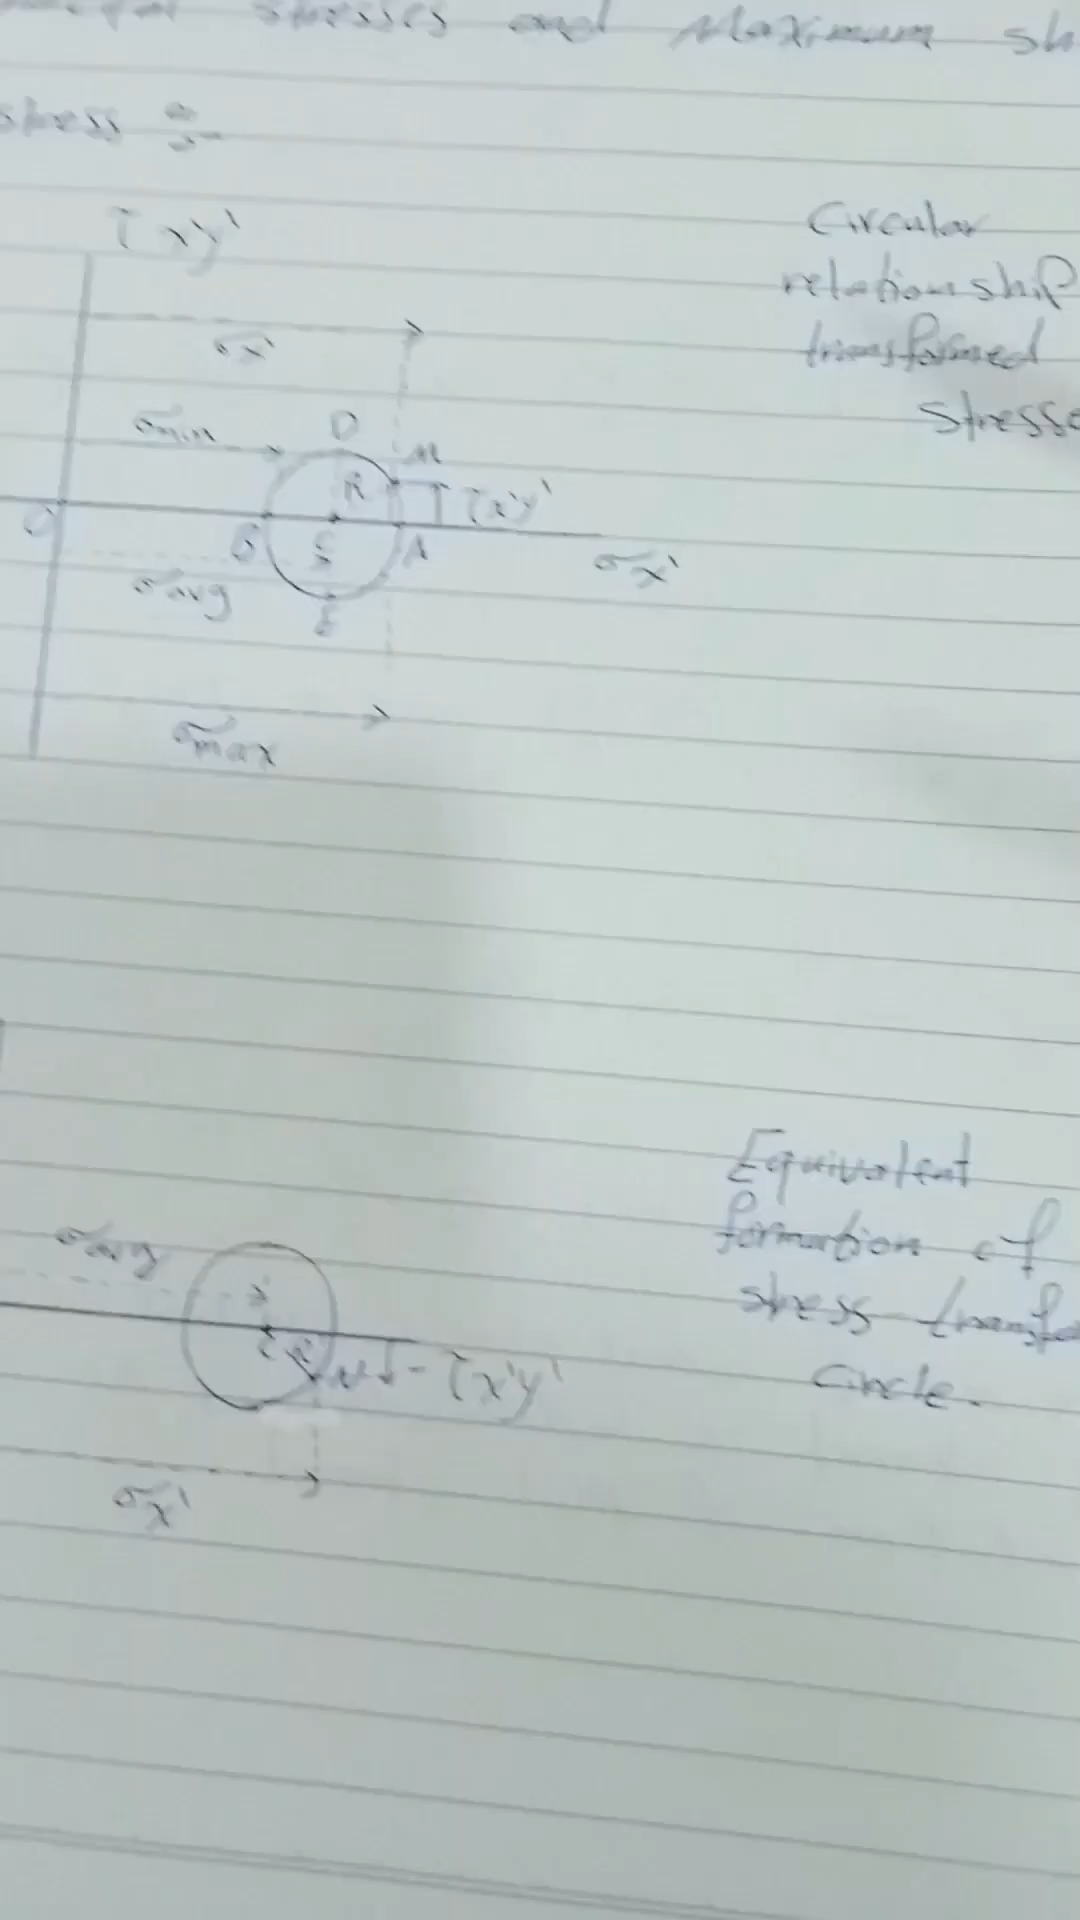 stresses and Maximum sh
stress :-
τx'y'
Circular
relationship
transformed
stresse
σx'
σmin
D
M
R
τx'y'
O
B
C
A
σx'
σavg
E
σmax
Equivalent
formation of
stress transfo
circle.
σavg
C
R
N
- τx'y'
σx'